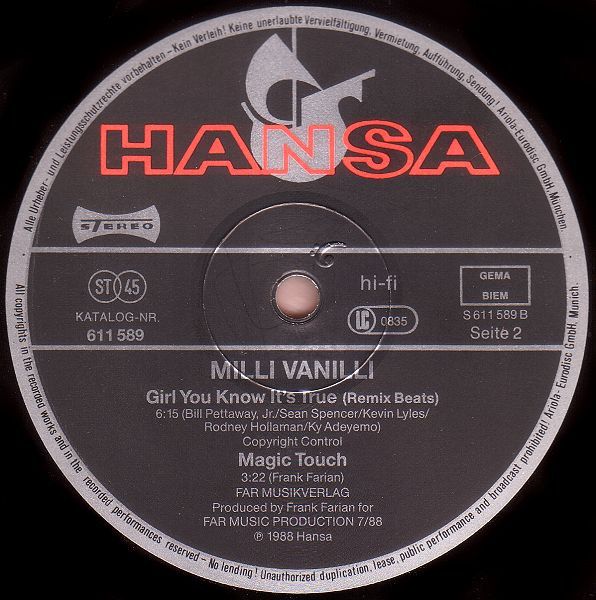 Alle Urheber- und Leistungsschutzrechte vorbehalten – Kein Verleih! Keine unerlaubte Vervielfältigung, Vermietung, Aufführung, Sendung! Ariola-Eurodisc GmbH, München.
HANSA
STEREO
ST 45
KATALOG-NR.
611 589
hi-fi
LC 0835
GEMA
BIEM
S 611 589 B
Seite 2
MILLI VANILLI
Girl You Know It's True (Remix Beats)
6:15 (Bill Pettaway, Jr./Sean Spencer/Kevin Lyles/
Rodney Hollaman/Ky Adeyemo)
Copyright Control
Magic Touch
3:22 (Frank Farian)
FAR MUSIKVERLAG
Produced by Frank Farian for
FAR MUSIC PRODUCTION 7/88
℗ 1988 Hansa
All copyrights in the recorded works and in the recorded performances reserved – No lending! Unauthorized duplication, lease, public performance and broadcast prohibited! Ariola-Eurodisc GmbH, Munich.